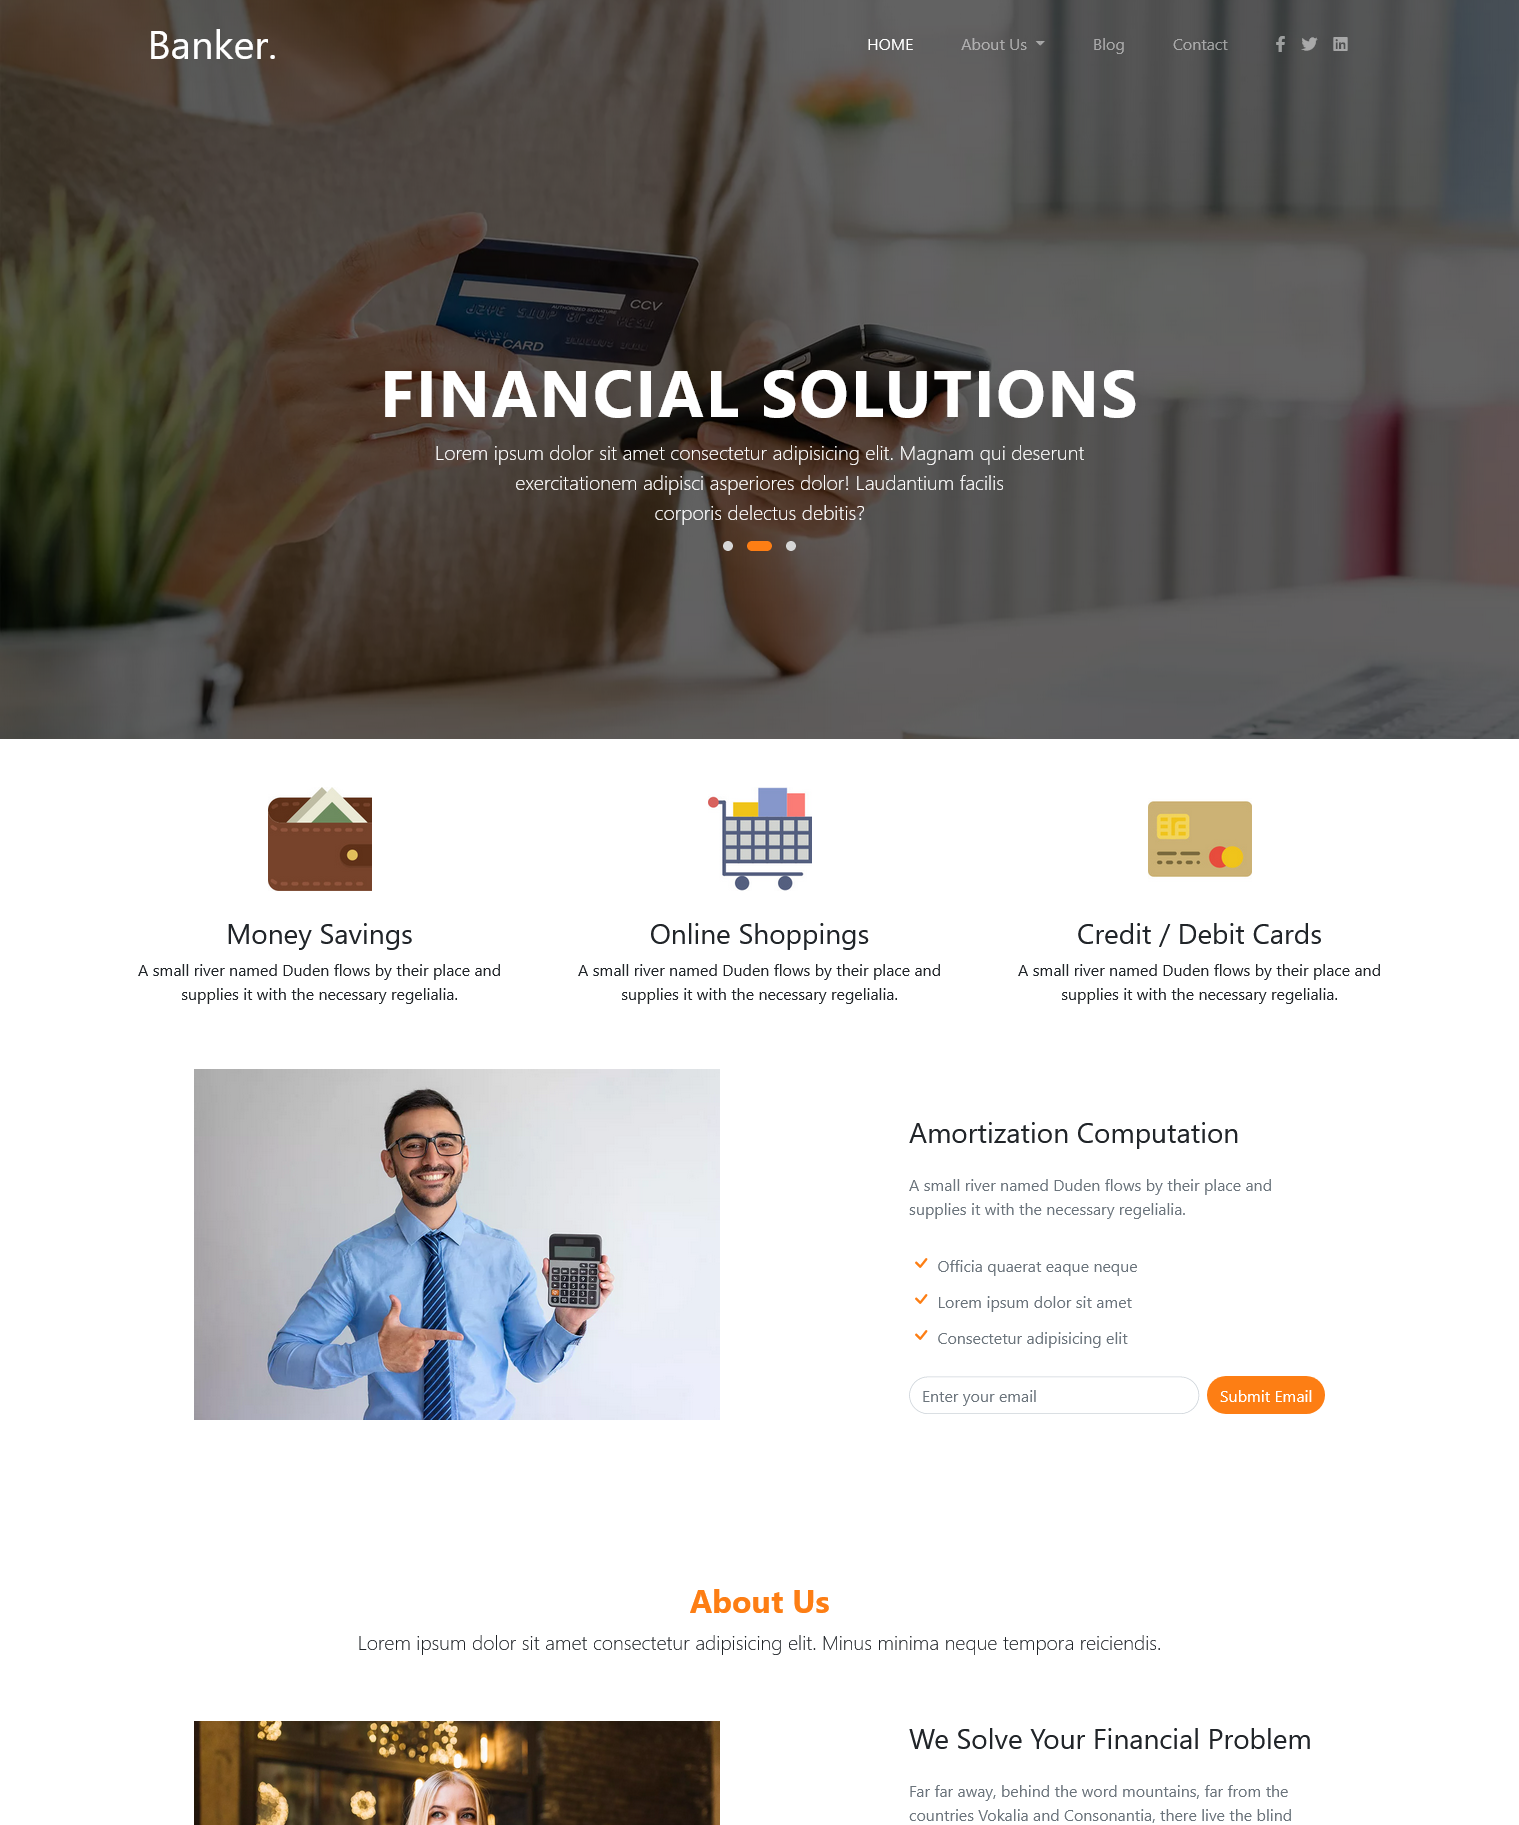 Banker.
HOME
About Us
Blog
Contact
CCV
AUTHORIZED SIGNATURE
CARD
FINANCIAL SOLUTIONS
Lorem ipsum dolor sit amet consectetur adipisicing elit. Magnam qui deserunt
exercitationem adipisci asperiores dolor! Laudantium facilis
corporis delectus debitis?
Money Savings
A small river named Duden flows by their place and
supplies it with the necessary regelialia.
Online Shoppings
A small river named Duden flows by their place and
supplies it with the necessary regelialia.
Credit / Debit Cards
A small river named Duden flows by their place and
supplies it with the necessary regelialia.
Amortization Computation
A small river named Duden flows by their place and
supplies it with the necessary regelialia.
Officia quaerat eaque neque
Lorem ipsum dolor sit amet
Consectetur adipisicing elit
Enter your email
Submit Email
About Us
Lorem ipsum dolor sit amet consectetur adipisicing elit. Minus minima neque tempora reiciendis.
We Solve Your Financial Problem
Far far away, behind the word mountains, far from the
countries Vokalia and Consonantia, there live the blind